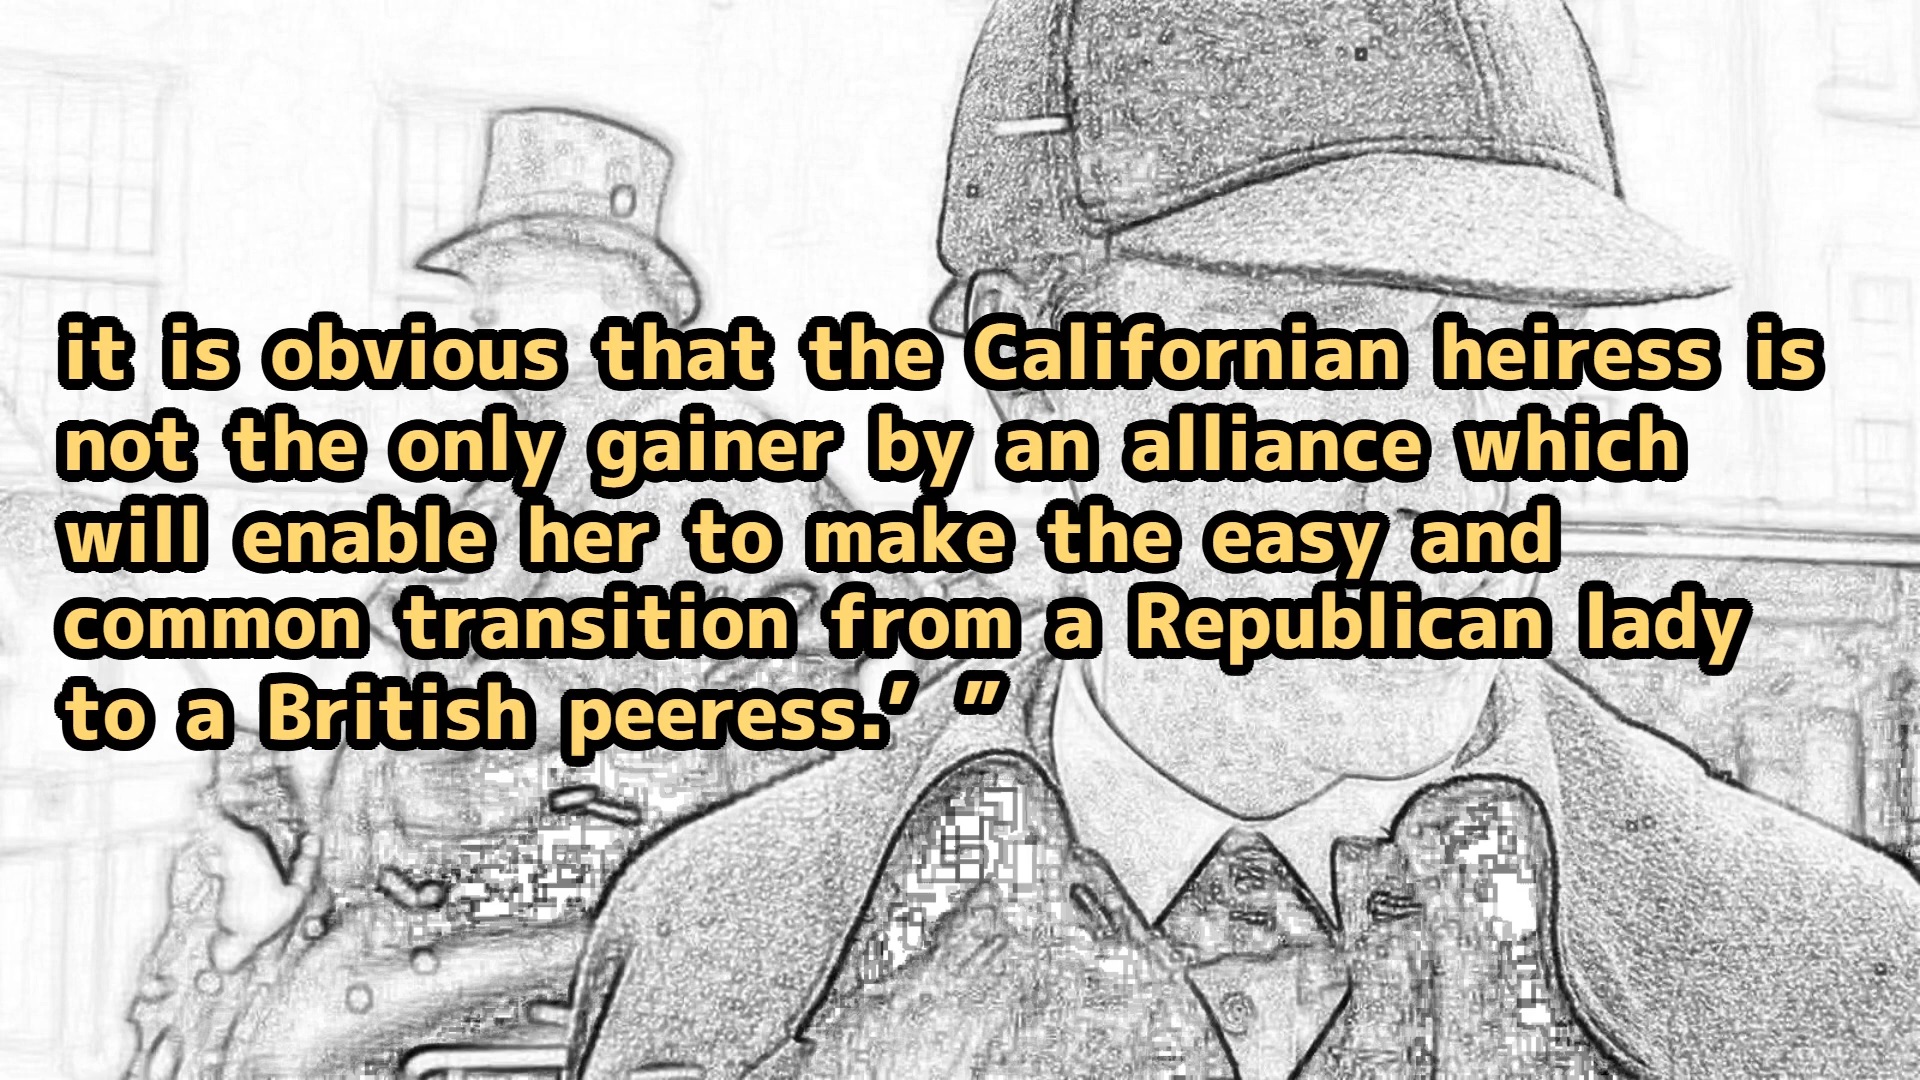 it is obvious that the Californian heiress is
not the only gainer by an alliance which
will enable her to make the easy and
common transition from a Republican lady
to a British peeress.’ ”